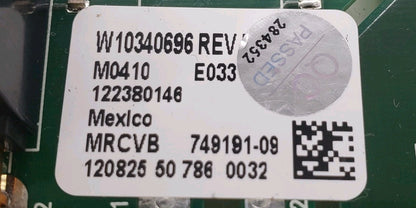 W10340696 REV
M0410 E033
122380146
Mexico
MRCVB 749191-09
120825 50 786 0032
PASSED
284352